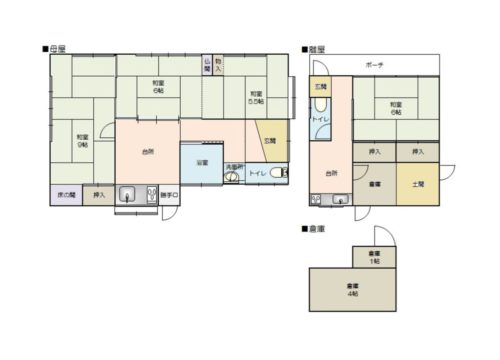 ■母屋
仏間
物入
和室
6帖
和室
5.5帖
和室
9帖
台所
玄関
浴室
洗面所
トイレ
床の間
押入
勝手口
■離屋
ポーチ
玄関
トイレ
和室
6帖
押入
押入
台所
倉庫
土間
■倉庫
倉庫
1帖
倉庫
4帖